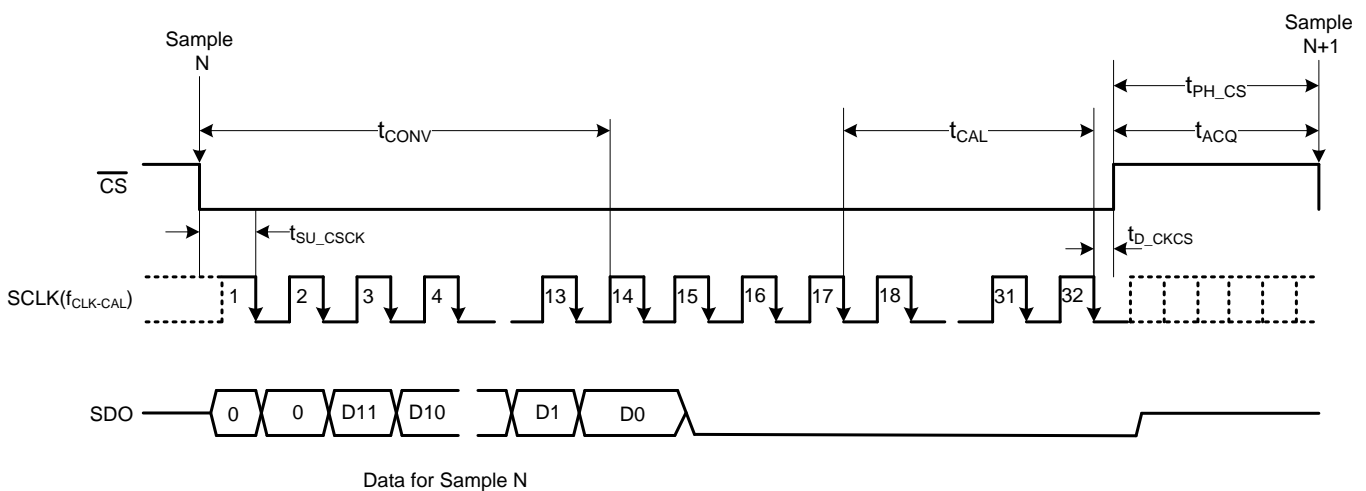 Sample
N
Sample
N+1
tPH_CS
tCONV
tCAL
tACQ
CS
tSU_CSCK
tD_CKCS
SCLK(fCLK-CAL)
1 2 3 4 13 14 15 16 17 18 31 32
SDO
0 0 D11 D10 D1 D0
Data for Sample N